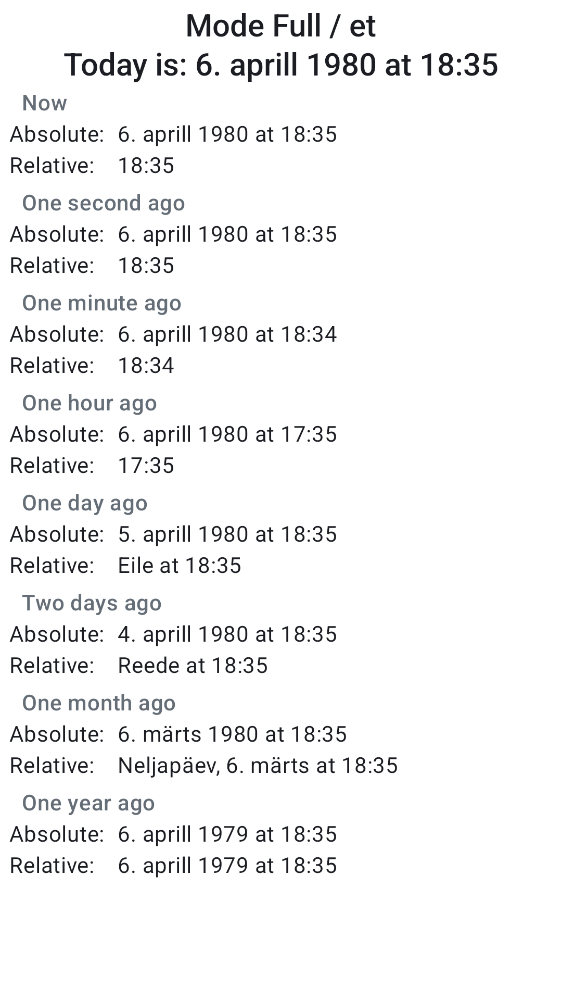 Mode Full / et
Today is: 6. aprill 1980 at 18:35
Now
Absolute: 6. aprill 1980 at 18:35
Relative: 18:35
One second ago
Absolute: 6. aprill 1980 at 18:35
Relative: 18:35
One minute ago
Absolute: 6. aprill 1980 at 18:34
Relative: 18:34
One hour ago
Absolute: 6. aprill 1980 at 17:35
Relative: 17:35
One day ago
Absolute: 5. aprill 1980 at 18:35
Relative: Eile at 18:35
Two days ago
Absolute: 4. aprill 1980 at 18:35
Relative: Reede at 18:35
One month ago
Absolute: 6. märts 1980 at 18:35
Relative: Neljapäev, 6. märts at 18:35
One year ago
Absolute: 6. aprill 1979 at 18:35
Relative: 6. aprill 1979 at 18:35